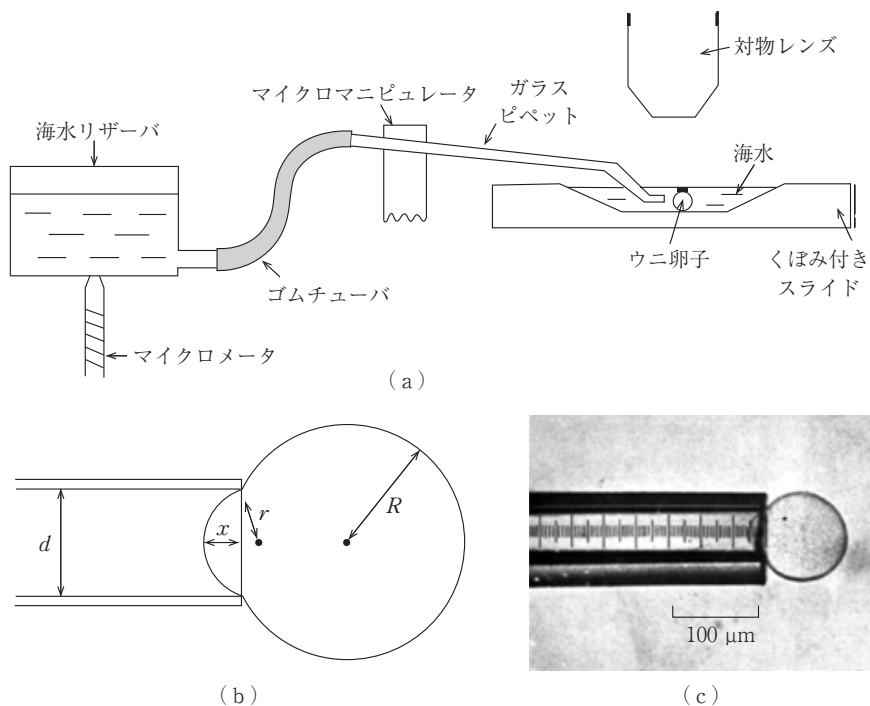 対物レンズ
マイクロマニピュレータ
ガラス
ピペット
海水リザーバ
海水
ウニ卵子
くぼみ付き
スライド
ゴムチューバ
マイクロメータ
(a)
d
x
r
R
(b)
100 μm
(c)